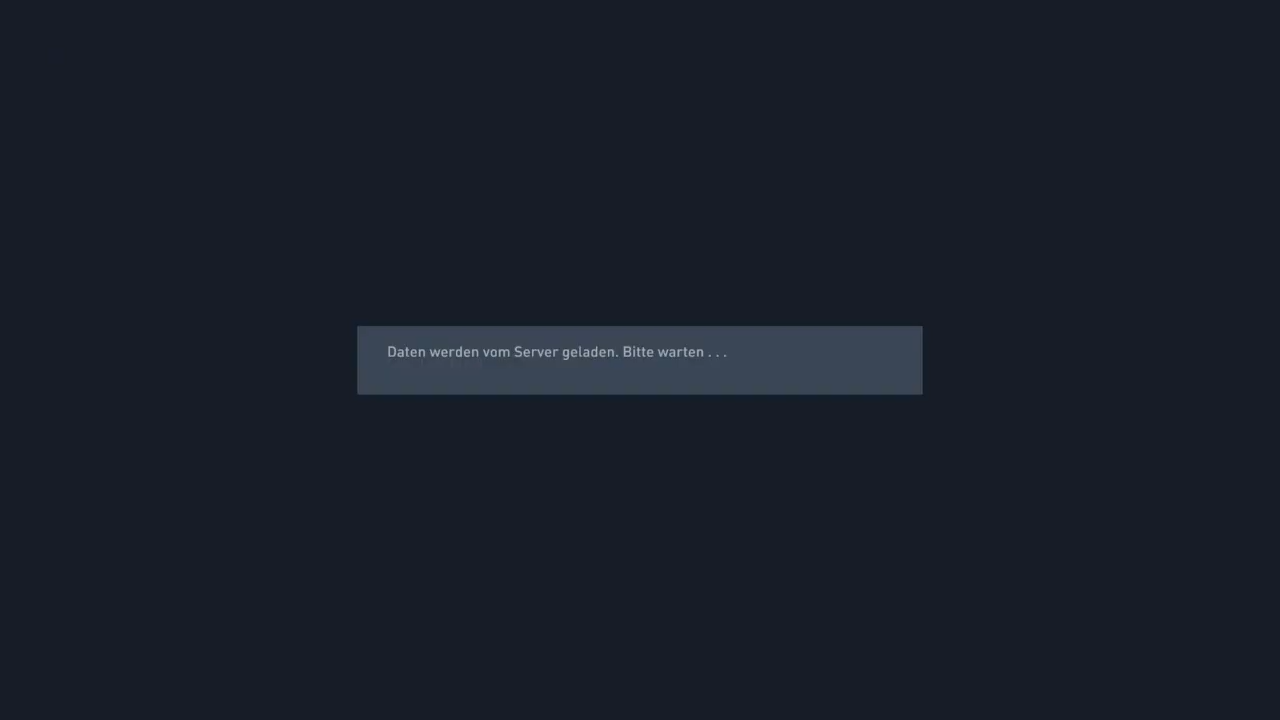 Daten werden vom Server geladen. Bitte warten . . .